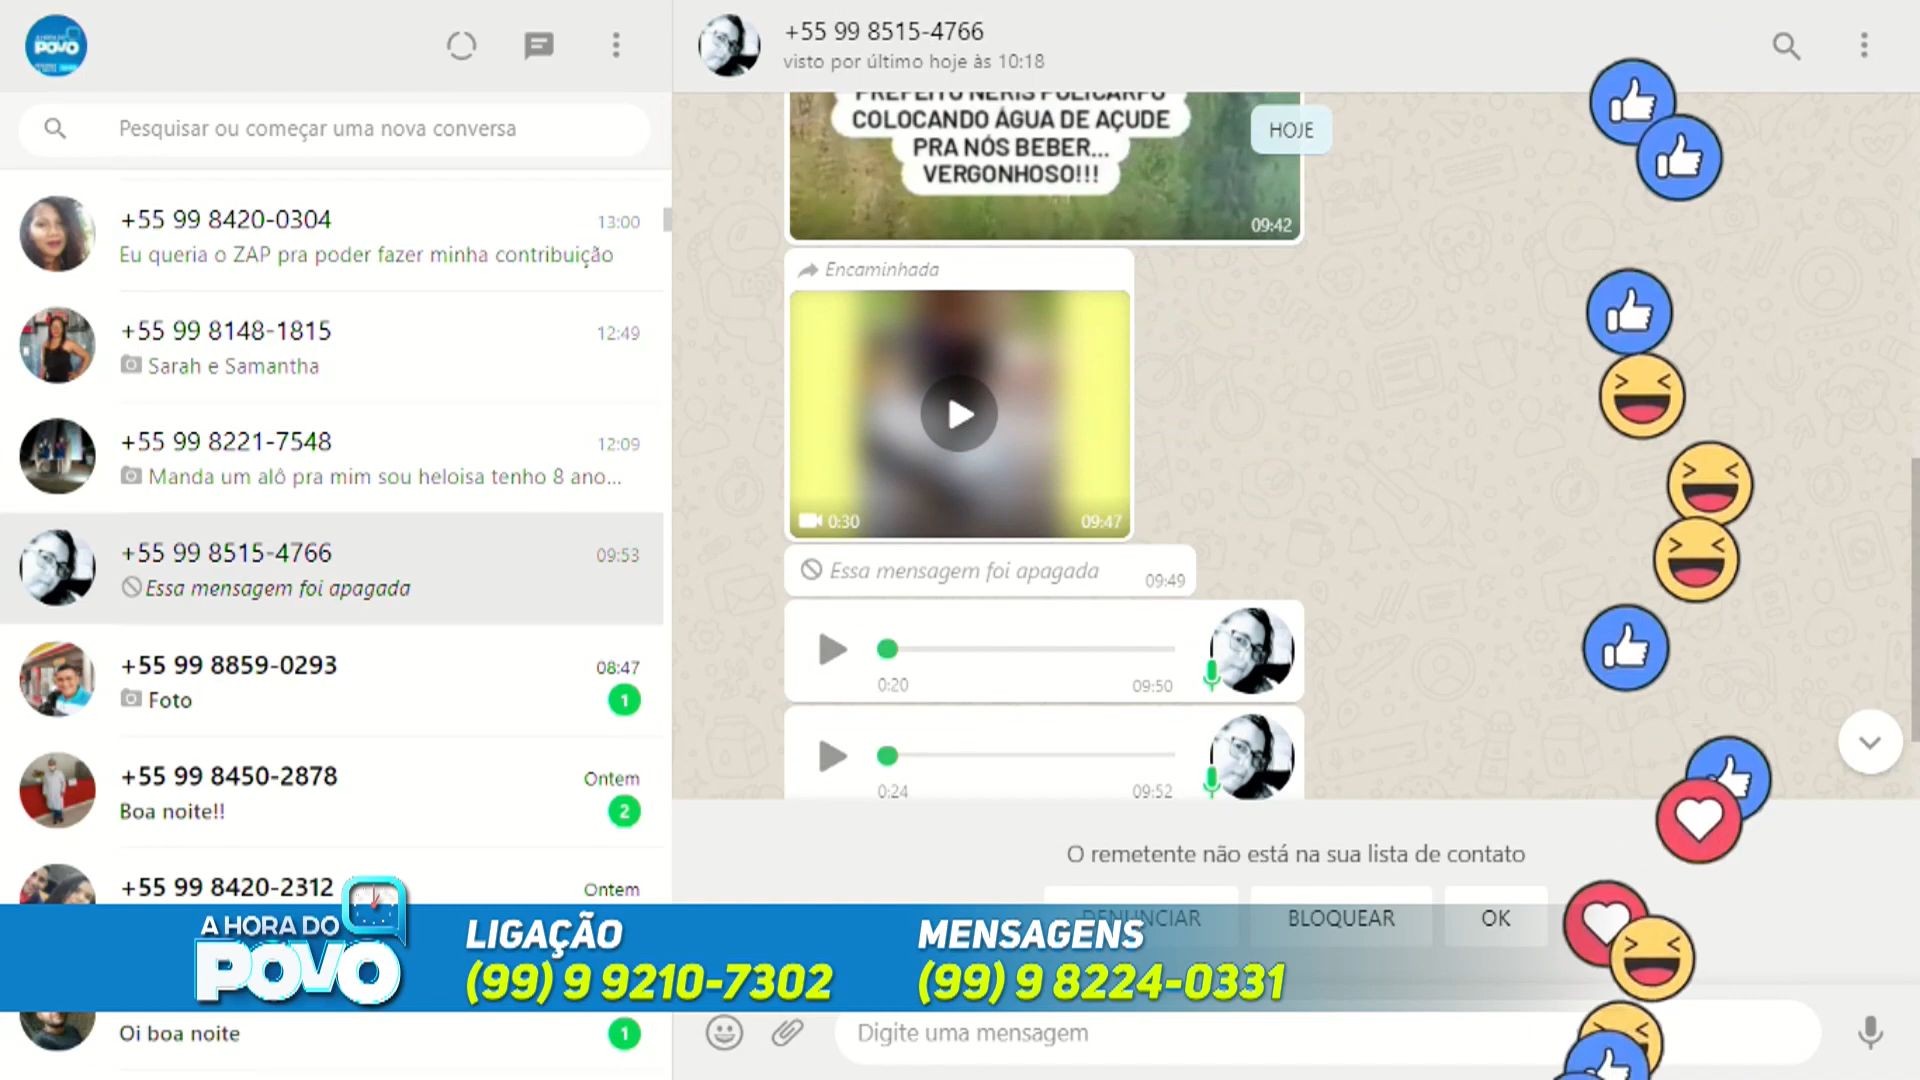 A HORA DO
POVO
Pesquisar ou começar uma nova conversa
+55 99 8420-0304
13:00
Eu queria o ZAP pra poder fazer minha contribuição
+55 99 8148-1815
12:49
Sarah e Samantha
+55 99 8221-7548
12:09
Manda um alô pra mim sou heloisa tenho 8 ano...
+55 99 8515-4766
09:53
Essa mensagem foi apagada
+55 99 8859-0293
08:47
Foto
1
+55 99 8450-2878
Ontem
Boa noite!!
2
+55 99 8420-2312
Ontem
Oi boa noite
1
+55 99 8515-4766
visto por último hoje às 10:18
PREFEITO NERIS POLICARPO
COLOCANDO ÁGUA DE AÇUDE
PRA NÓS BEBER...
VERGONHOSO!!!
09:42
HOJE
Encaminhada
0:30
09:47
Essa mensagem foi apagada
09:49
0:20
09:50
0:24
09:52
O remetente não está na sua lista de contato
DENUNCIAR
BLOQUEAR
OK
A HORA DO
POVO
LIGAÇÃO
(99) 9 9210-7302
MENSAGENS
(99) 9 8224-0331
Digite uma mensagem